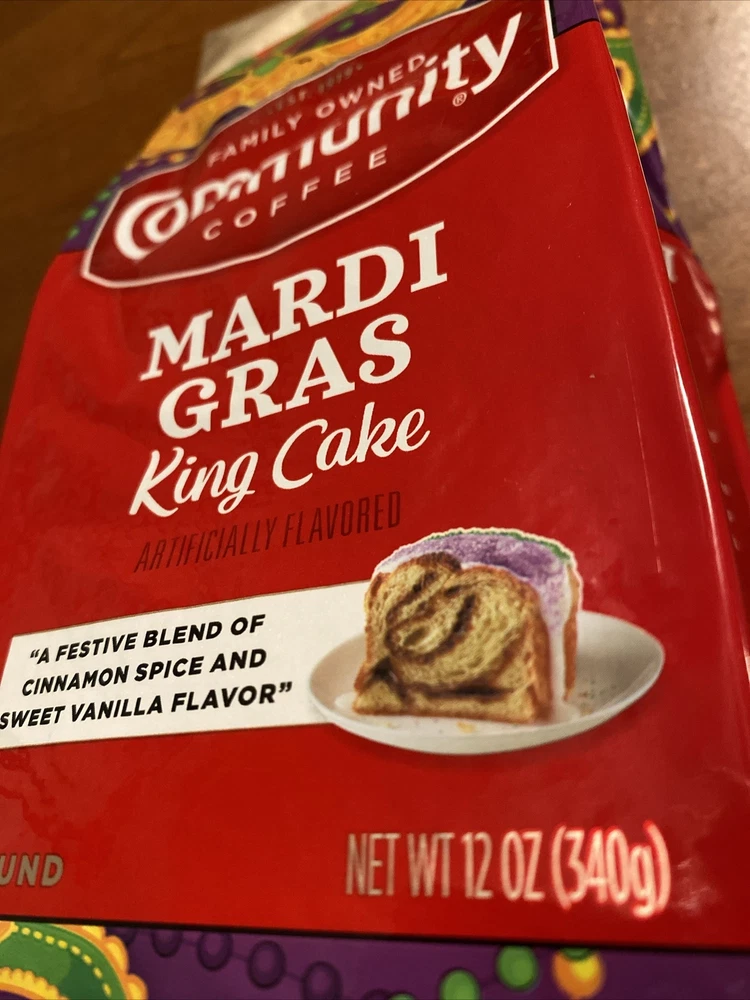 FAMILY OWNED
Community®
COFFEE
MARDI
GRAS
King Cake
ARTIFICIALLY FLAVORED
“A FESTIVE BLEND OF
CINNAMON SPICE AND
SWEET VANILLA FLAVOR”
UND
NET WT 12 OZ (340g)